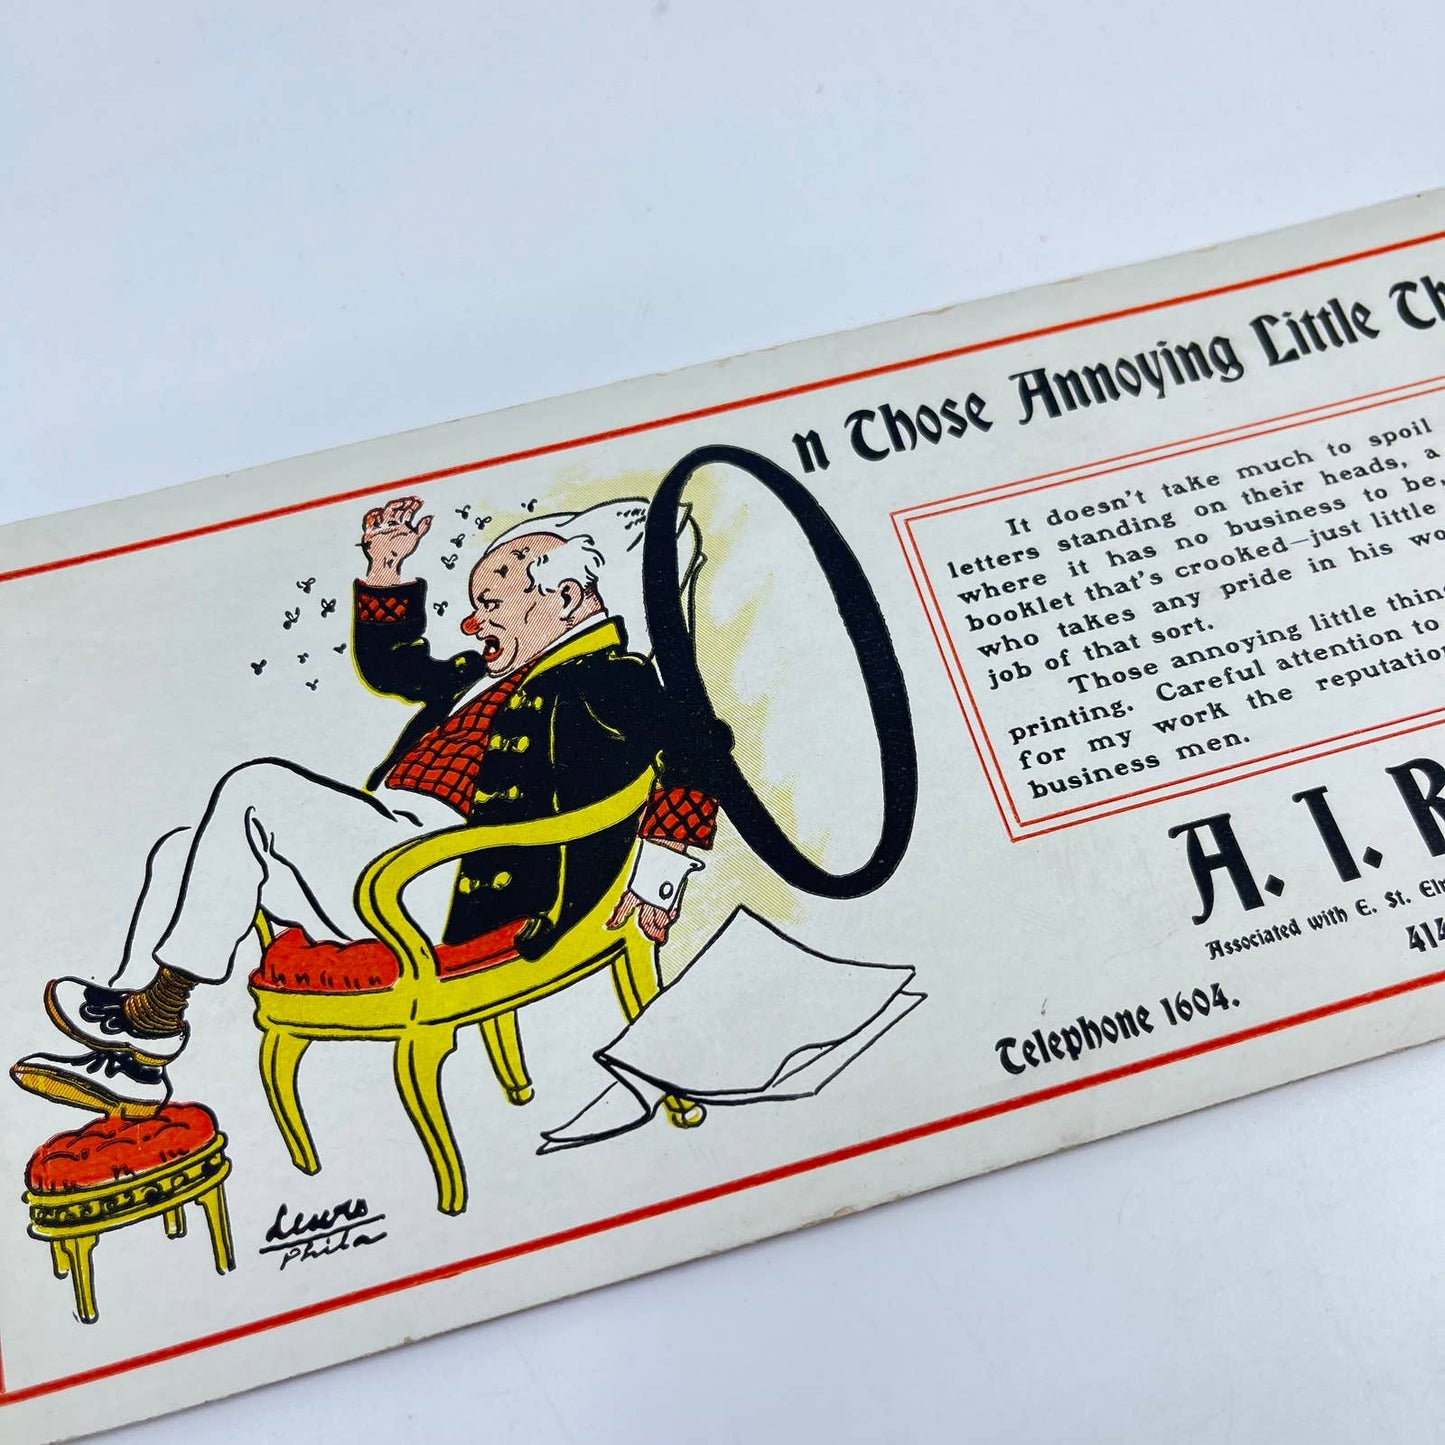 On Those Annoying Little Th
It doesn't take much to spoil
letters standing on their heads, a
where it has no business to be,
booklet that's crooked—just little
who takes any pride in his wo
job of that sort.
Those annoying little thin
printing. Careful attention to
for my work the reputation
business men.
A. I. R
Associated with E. St. Elm
414
Telephone 1604.
Lewis
Phila